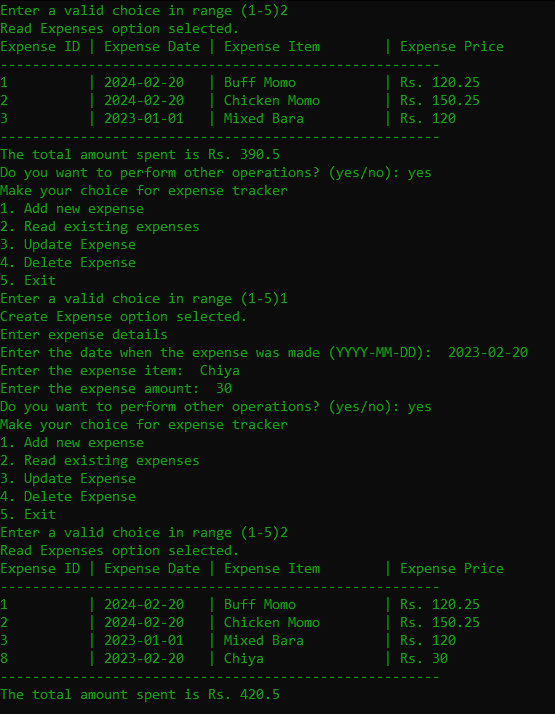 Enter a valid choice in range (1-5)2
Read Expenses option selected.
Expense ID | Expense Date | Expense Item        | Expense Price
-------------------------------------------------------
1          | 2024-02-20   | Buff Momo           | Rs. 120.25
2          | 2024-02-20   | Chicken Momo        | Rs. 150.25
3          | 2023-01-01   | Mixed Bara          | Rs. 120
-------------------------------------------------------
The total amount spent is Rs. 390.5
Do you want to perform other operations? (yes/no): yes
Make your choice for expense tracker
1. Add new expense
2. Read existing expenses
3. Update Expense
4. Delete Expense
5. Exit
Enter a valid choice in range (1-5)1
Create Expense option selected.
Enter expense details
Enter the date when the expense was made (YYYY-MM-DD):  2023-02-20
Enter the expense item:  Chiya
Enter the expense amount:  30
Do you want to perform other operations? (yes/no): yes
Make your choice for expense tracker
1. Add new expense
2. Read existing expenses
3. Update Expense
4. Delete Expense
5. Exit
Enter a valid choice in range (1-5)2
Read Expenses option selected.
Expense ID | Expense Date | Expense Item        | Expense Price
-------------------------------------------------------
1          | 2024-02-20   | Buff Momo           | Rs. 120.25
2          | 2024-02-20   | Chicken Momo        | Rs. 150.25
3          | 2023-01-01   | Mixed Bara          | Rs. 120
8          | 2023-02-20   | Chiya               | Rs. 30
-------------------------------------------------------
The total amount spent is Rs. 420.5